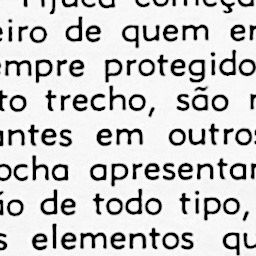 Tijuca começa
eiro de quem en
empre protegido
to trecho, são
antes em outros
ocha apresentam
ão de todo tipo,
s elementos qu